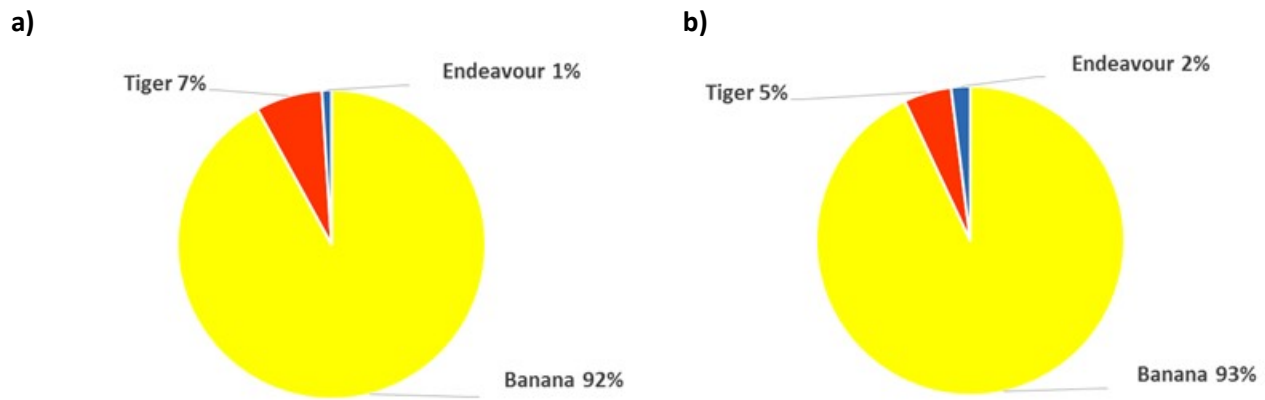 a)
Tiger 7%
Endeavour 1%
Banana 92%
b)
Tiger 5%
Endeavour 2%
Banana 93%